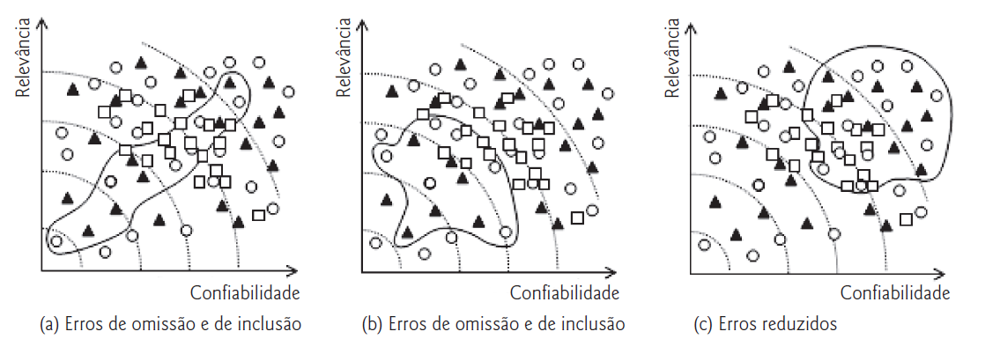 Relevância
Confiabilidade
(a) Erros de omissão e de inclusão
Relevância
Confiabilidade
(b) Erros de omissão e de inclusão
Relevância
Confiabilidade
(c) Erros reduzidos